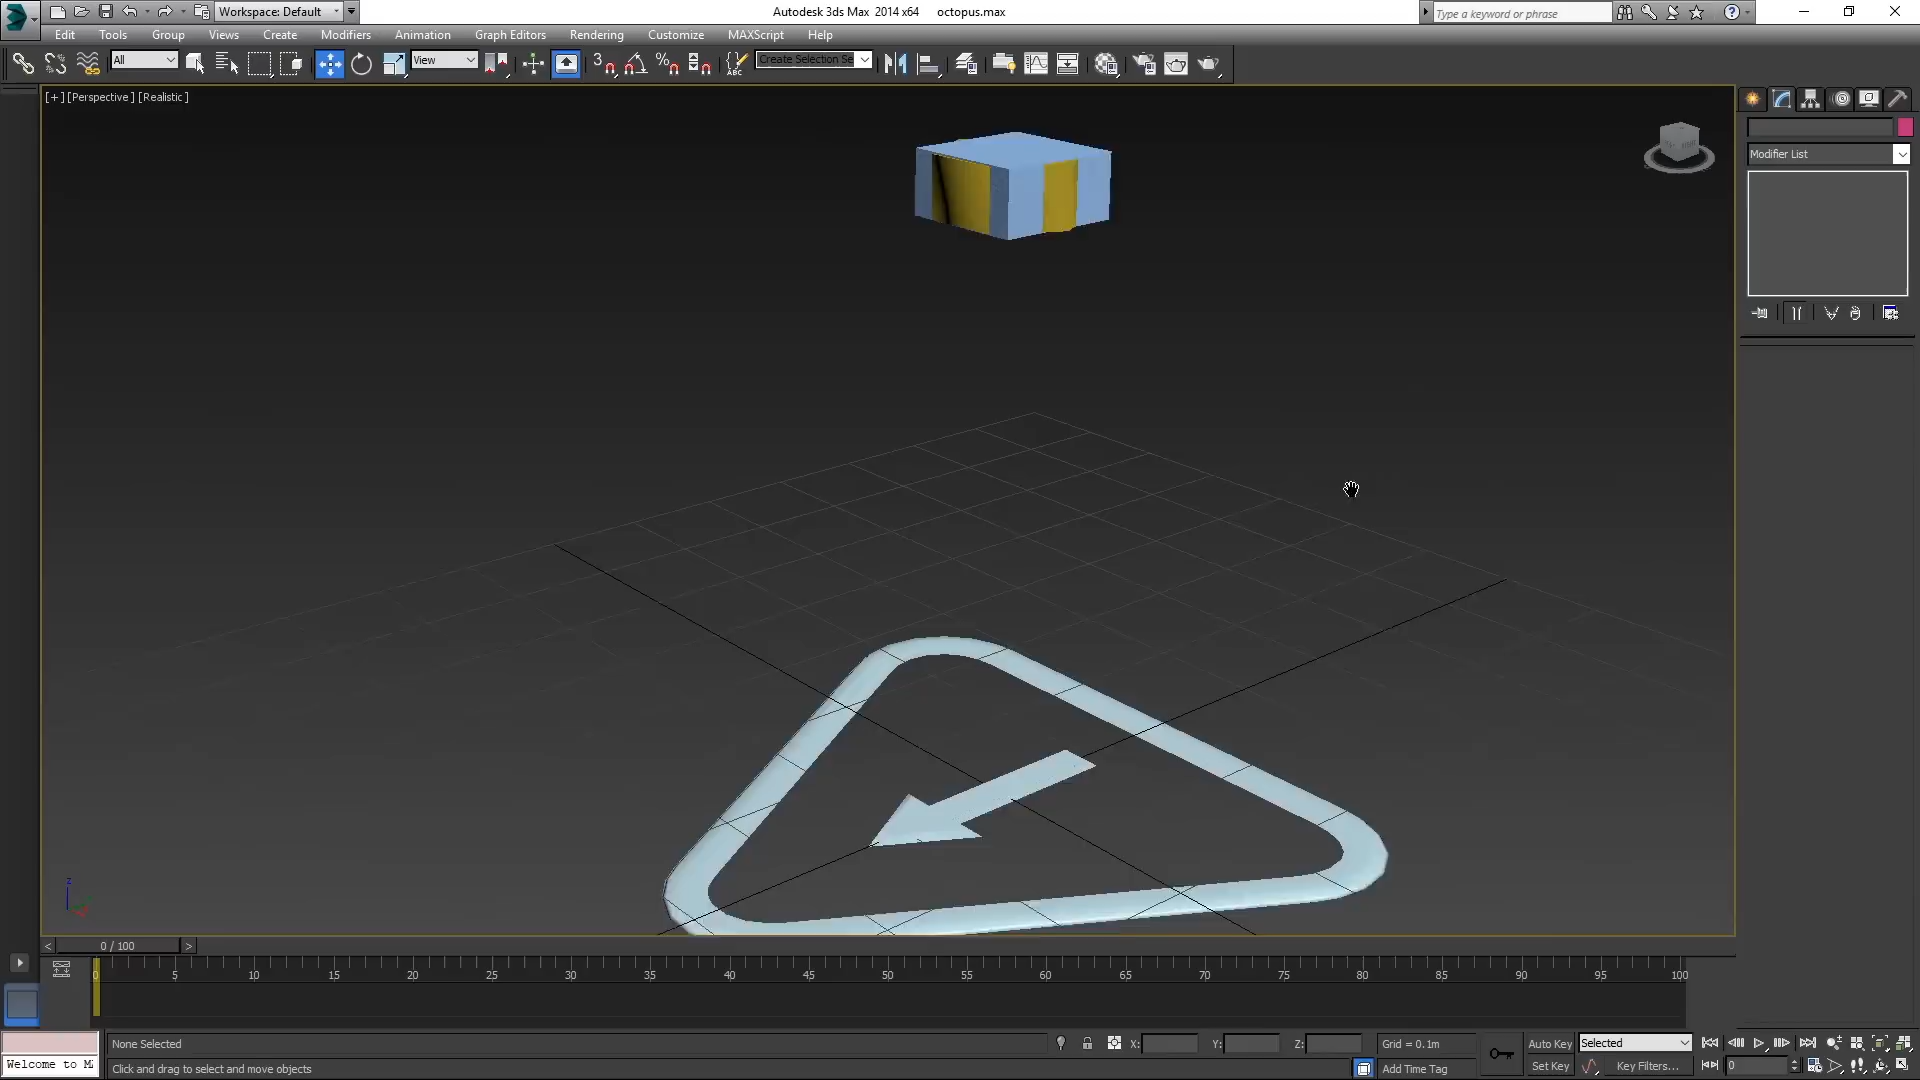 Workspace: Default
Autodesk 3ds Max 2014 x64 octopus.max
Type a keyword or phrase
Edit Tools Group Views Create Modifiers Animation Graph Editors Rendering Customize MAXScript Help
All View Create Selection Se
[+] [Perspective] [Realistic]
Modifier List
z
< 0 / 100 >
0 5 10 15 20 25 30 35 40 45 50 55 60 65 70 75 80 85 90 95 100
None Selected X: Y: Z: Grid = 0.1m Auto Key Selected
Welcome to M
Click and drag to select and move objects Add Time Tag Set Key Key Filters... 0